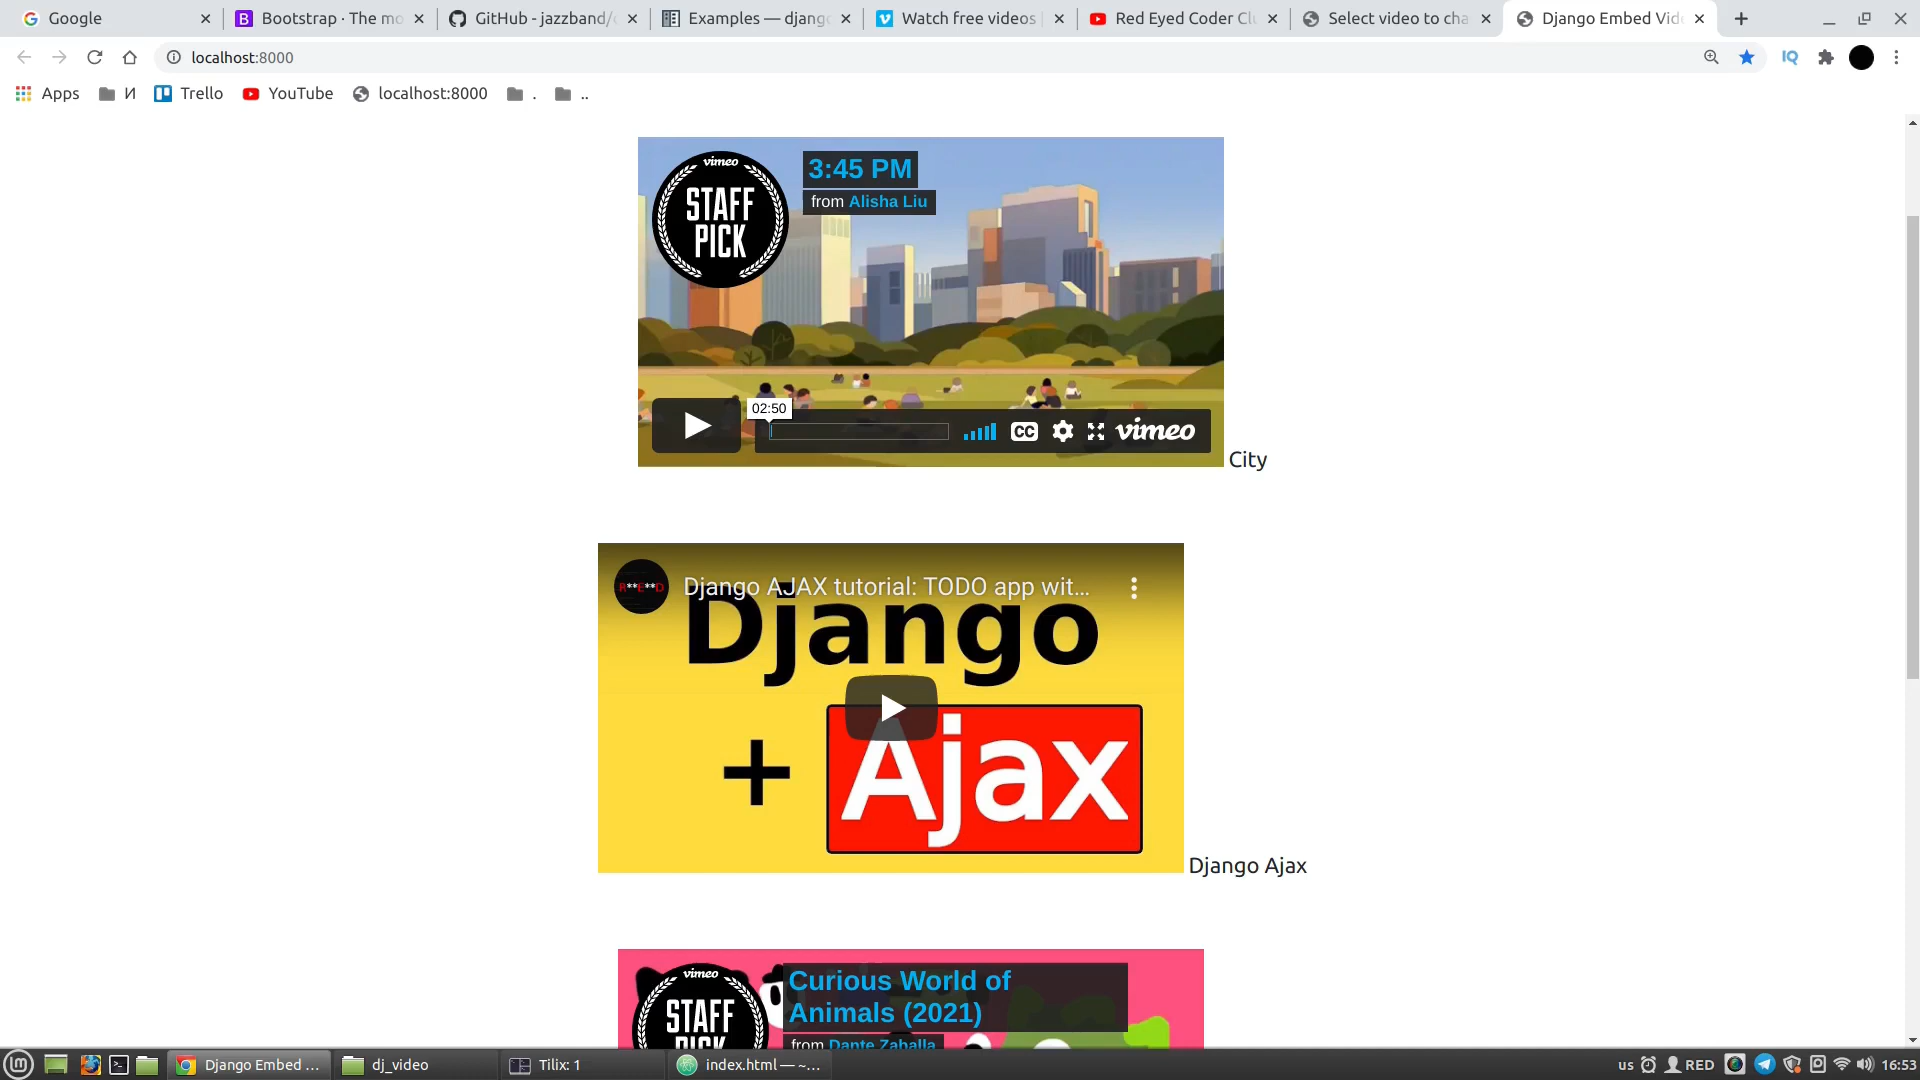 Google
Bootstrap · The mo
GitHub - jazzband/
Examples — djang
Watch free videos
Red Eyed Coder Cl
Select video to cha
Django Embed Vid
localhost:8000
IQ
Apps
И
Trello
YouTube
localhost:8000
.
..
vimeo
STAFF
PICK
3:45 PM
from Alisha Liu
02:50
CC
vimeo
City
R**E**D
Django AJAX tutorial: TODO app wit...
Django
+ Ajax
Django Ajax
vimeo
STAFF
PICK
Curious World of
Animals (2021)
from Dante Zaballa
Django Embed ...
dj_video
Tilix: 1
index.html — ~...
us
RED
16:53